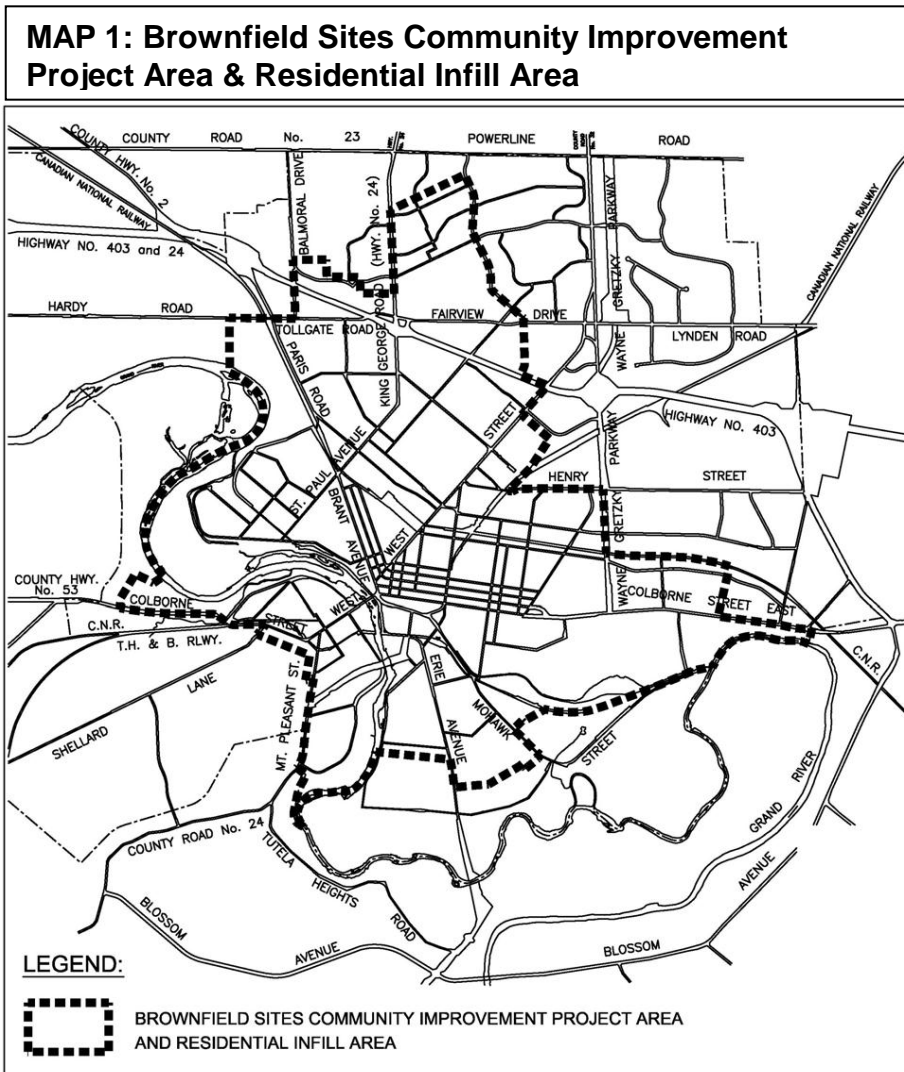 MAP 1: Brownfield Sites Community Improvement
Project Area & Residential Infill Area
COUNTY ROAD No. 23 POWERLINE ROAD
COUNTY HWY. No. 2
CANADIAN NATIONAL RAILWAY
BALMORAL DRIVE
(HWY. No. 24)
KING GEORGE ROAD
PARKWAY
GRETZKY
WAYNE
CANADIAN NATIONAL RAILWAY
HIGHWAY NO. 403 and 24
HARDY ROAD
TOLLGATE ROAD
FAIRVIEW DRIVE
LYNDEN ROAD
PARIS ROAD
ST. PAUL AVENUE
WEST STREET
HIGHWAY NO. 403
HENRY STREET
PARKWAY
GRETZKY
WAYNE
BRANT AVENUE
COUNTY HWY.
No. 53
COLBORNE STREET WEST
COLBORNE STREET EAST
C.N.R.
T.H. & B. RLWY.
C.N.R.
SHELLARD LANE
MT. PLEASANT ST.
ERIE AVENUE
MOHAWK STREET
GRAND RIVER
COUNTY ROAD No. 24
TUTELA HEIGHTS ROAD
BLOSSOM AVENUE
BLOSSOM AVENUE
LEGEND:
BROWNFIELD SITES COMMUNITY IMPROVEMENT PROJECT AREA
AND RESIDENTIAL INFILL AREA